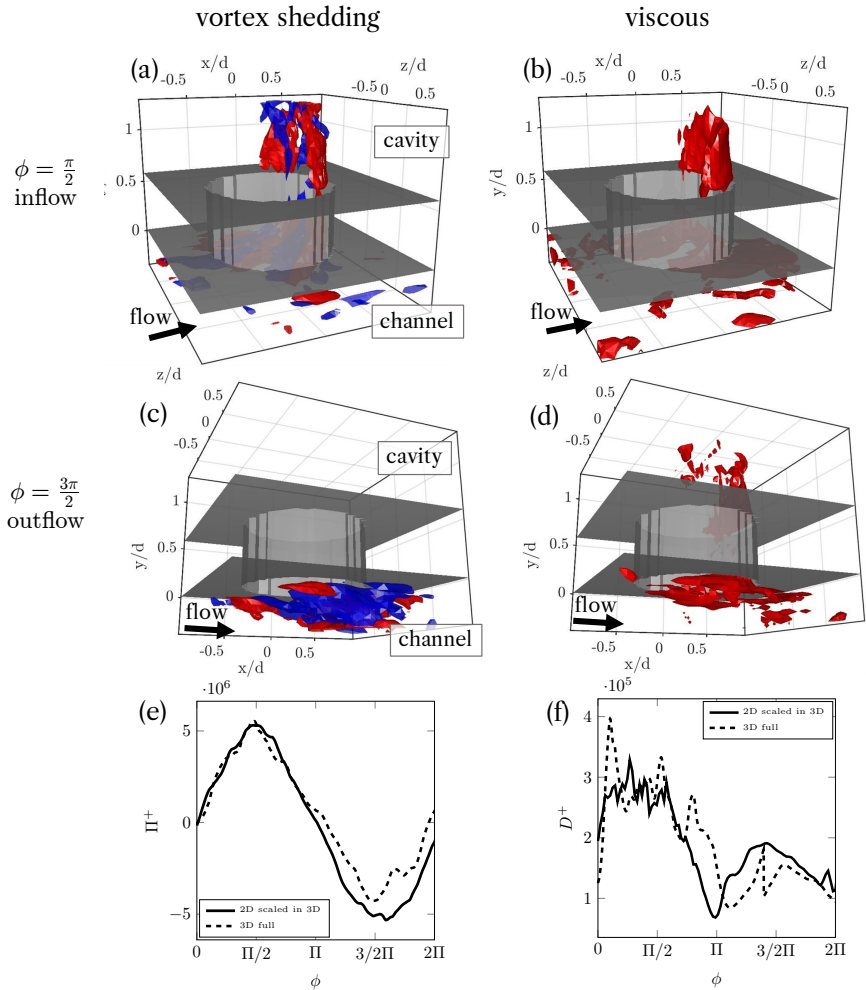 vortex shedding
viscous
(a)
x/d
-0.5
0
0.5
z/d
-0.5
0
0.5
1
0.5
0
cavity
flow
channel
ϕ = π/2
inflow
(b)
x/d
-0.5
0
0.5
z/d
-0.5
0
0.5
y/d
1
0.5
0
flow
(c)
z/d
0.5
0
-0.5
cavity
y/d
1
0.5
0
flow
channel
-0.5
0
0.5
x/d
ϕ = 3π/2
outflow
(d)
z/d
0.5
0
-0.5
y/d
1
0.5
0
flow
-0.5
0
0.5
x/d
(e)
·10⁶
Π⁺
5
0
−5
2D scaled in 3D
3D full
0
Π/2
Π
3/2Π
2Π
ϕ
(f)
·10⁵
D⁺
4
3
2
1
2D scaled in 3D
3D full
0
Π/2
Π
3/2Π
2Π
ϕ